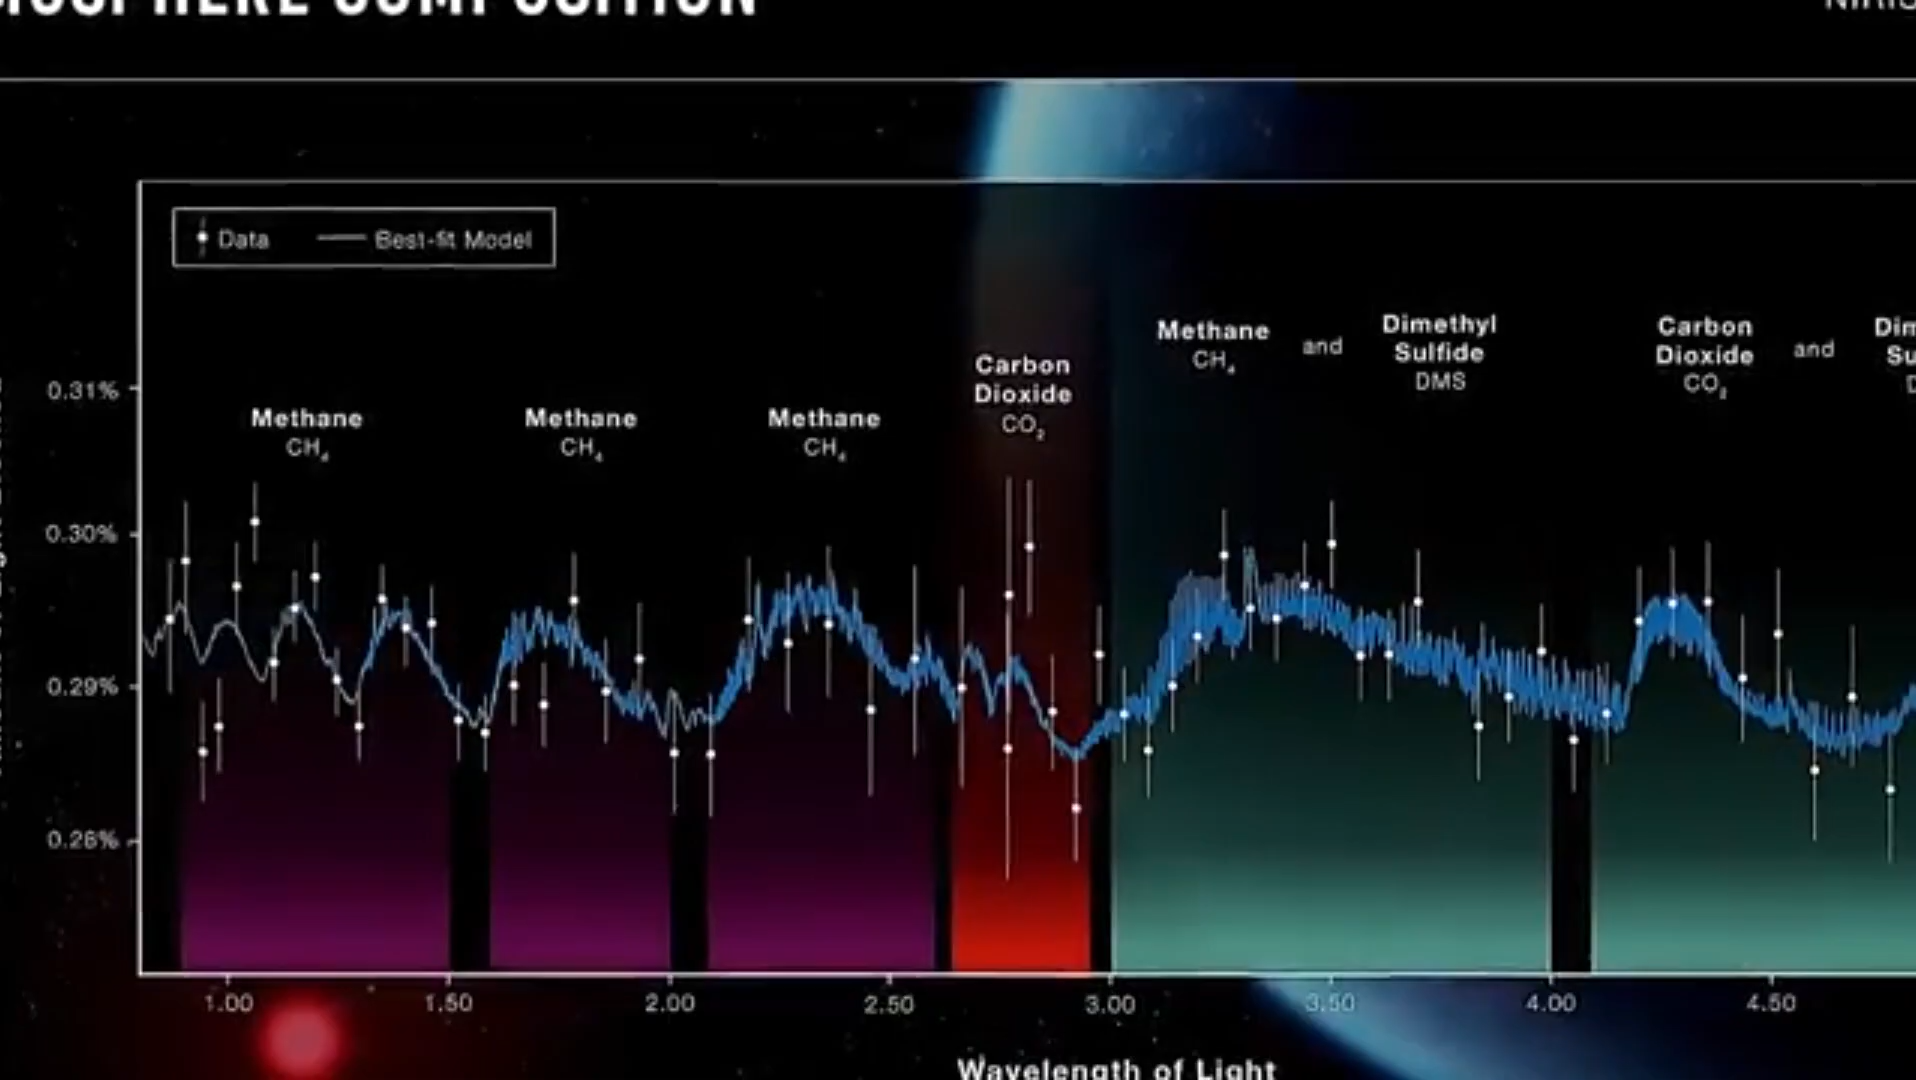 COMPOSITION
Data Best-fit Model
Methane and Dimethyl Sulfide
CH₄ DMS
Carbon Dioxide and
CO₂
Carbon Dioxide
CO₂
Methane
CH₄
Methane
CH₄
Methane
CH₄
0.31%
0.30%
0.29%
0.28%
1.00 1.50 2.00 2.50 3.00 3.50 4.00 4.50
Wavelength of Light